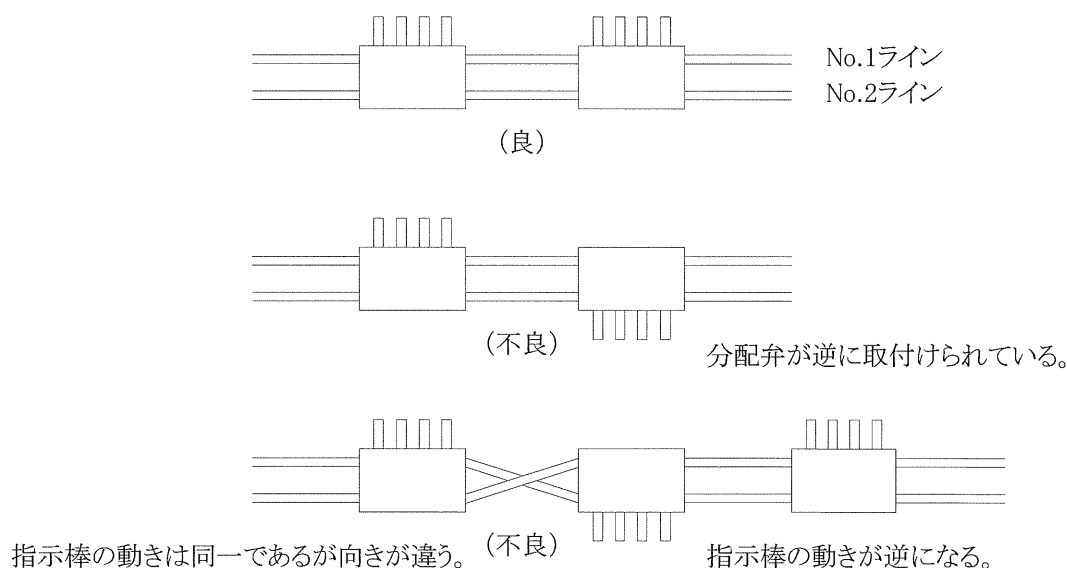 No.1ライン
No.2ライン
(良)
(不良)
分配弁が逆に取付けられている。
指示棒の動きは同一であるが向きが違う。
(不良)
指示棒の動きが逆になる。